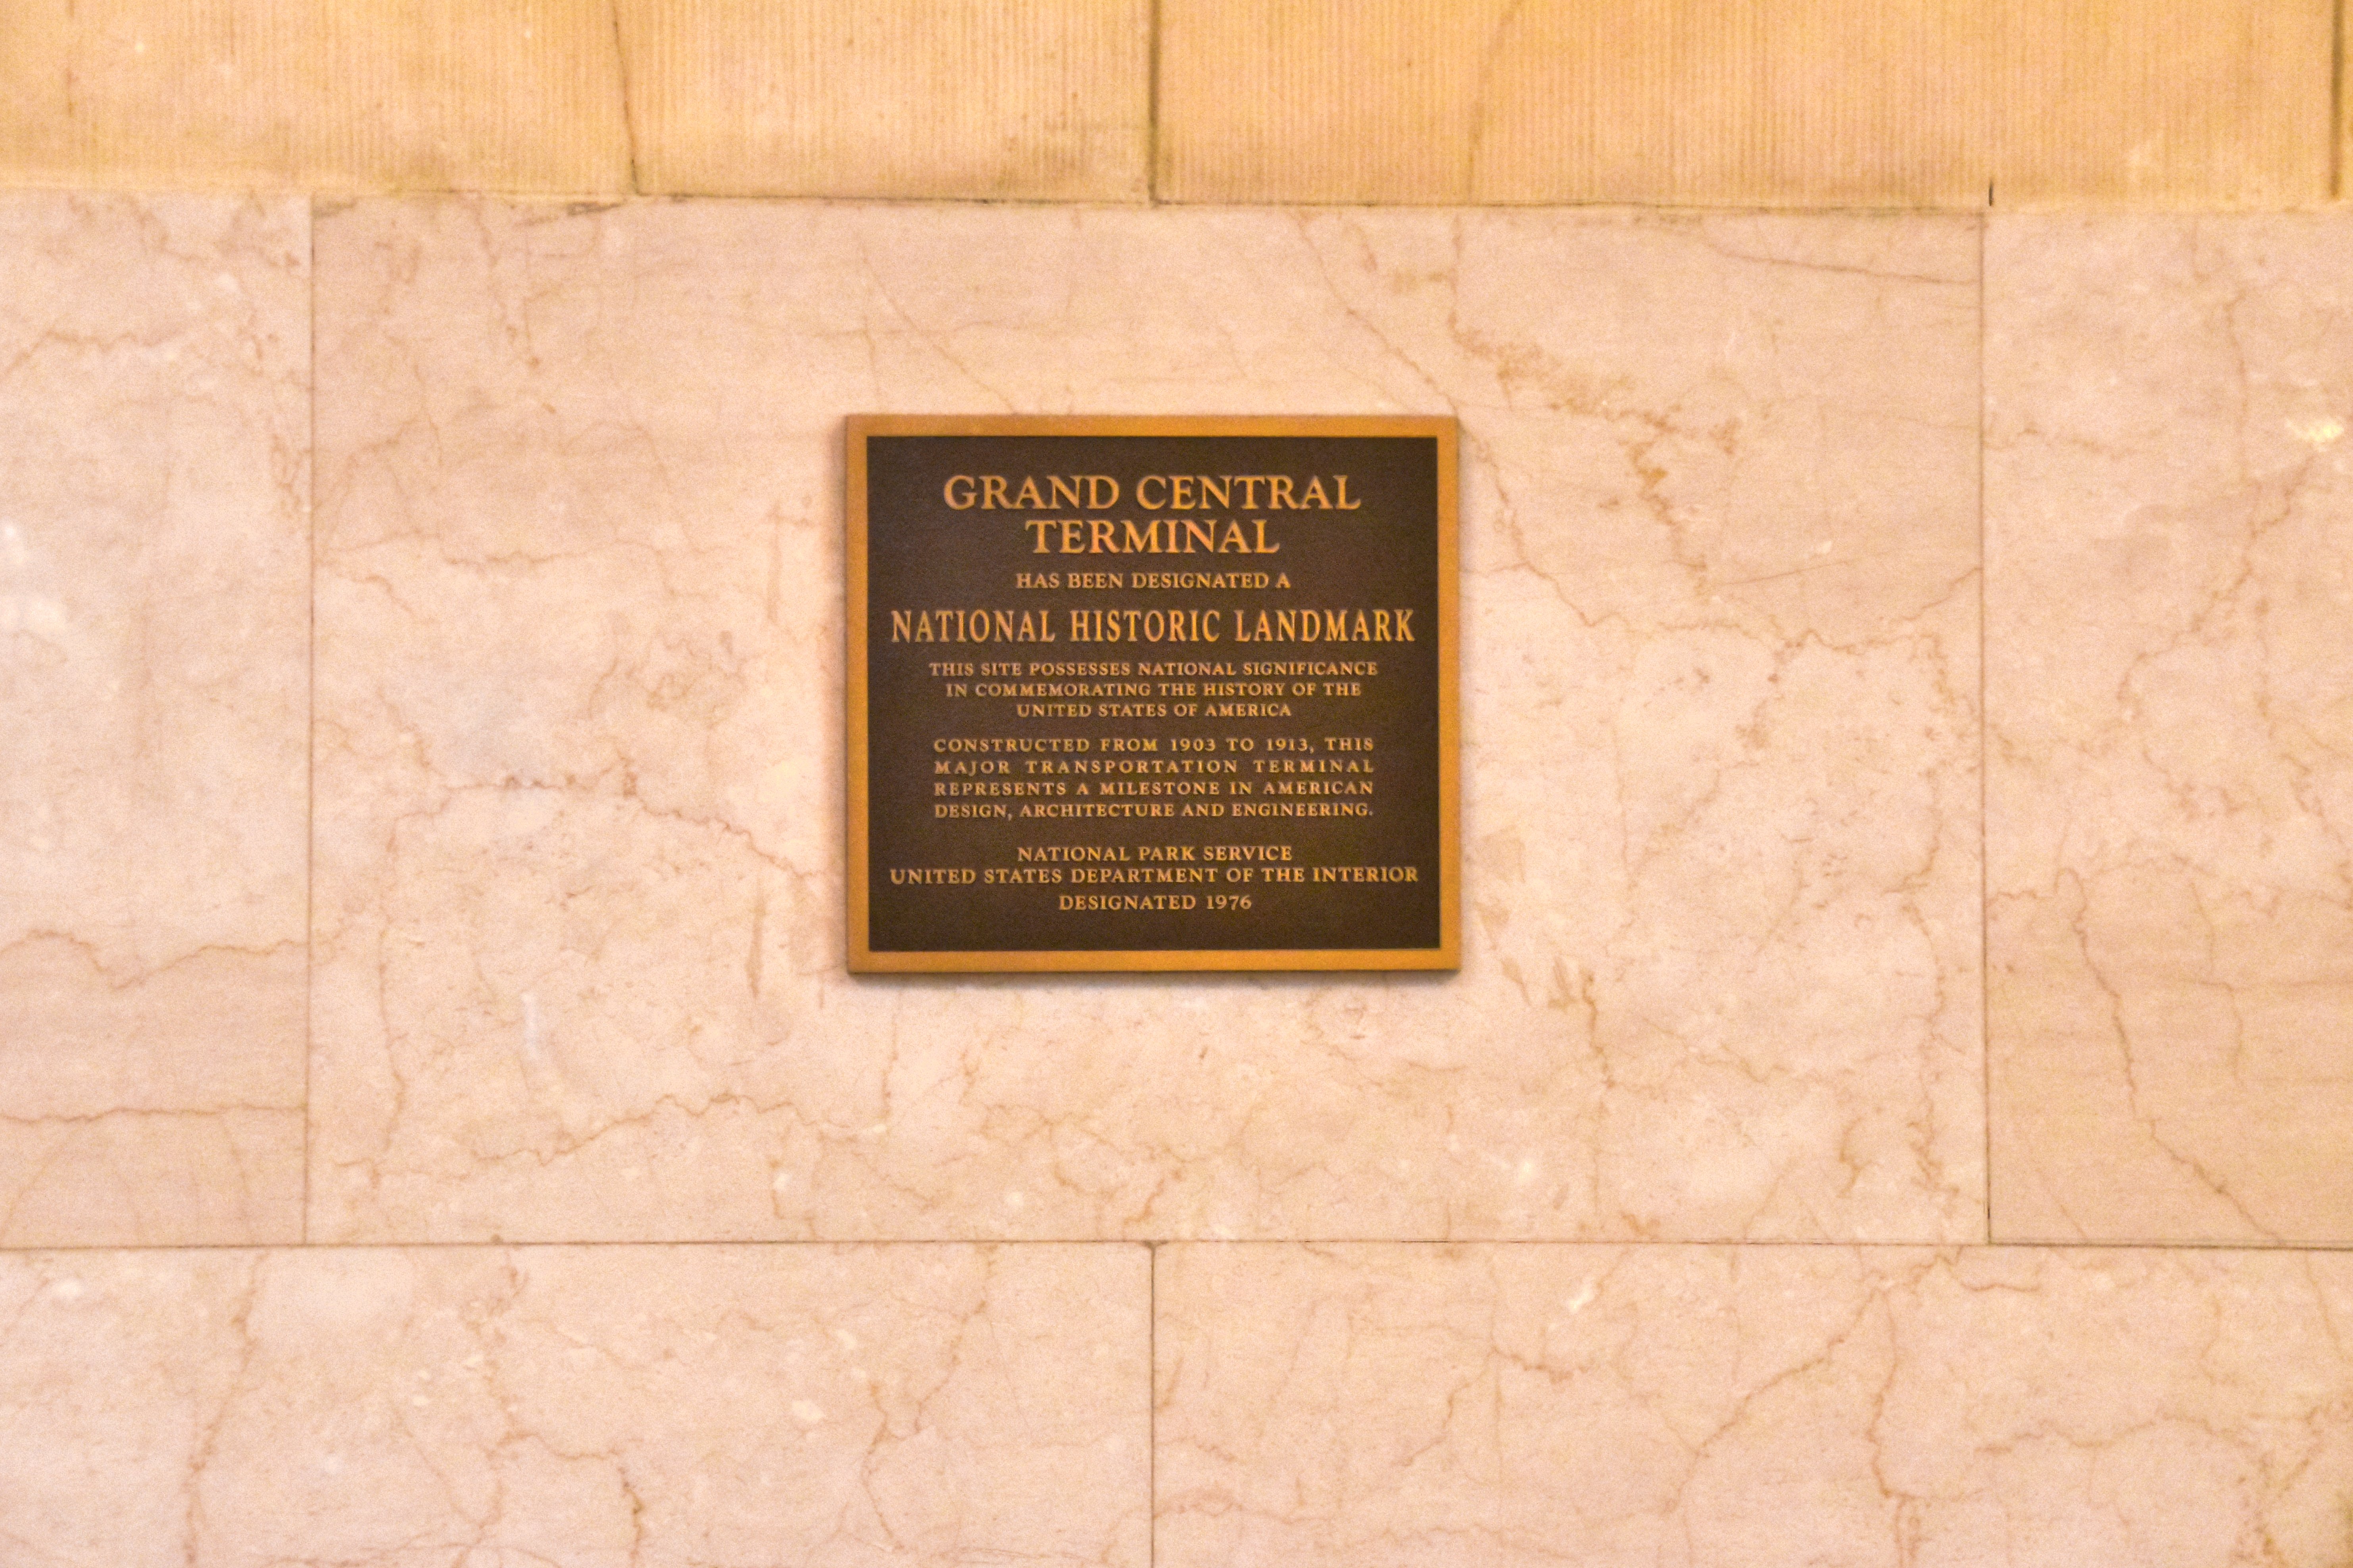 GRAND CENTRAL
TERMINAL
HAS BEEN DESIGNATED A
NATIONAL HISTORIC LANDMARK
THIS SITE POSSESSES NATIONAL SIGNIFICANCE
IN COMMEMORATING THE HISTORY OF THE
UNITED STATES OF AMERICA
CONSTRUCTED FROM 1903 TO 1913, THIS
MAJOR TRANSPORTATION TERMINAL
REPRESENTS A MILESTONE IN AMERICAN
DESIGN, ARCHITECTURE AND ENGINEERING.
NATIONAL PARK SERVICE
UNITED STATES DEPARTMENT OF THE INTERIOR
DESIGNATED 1976